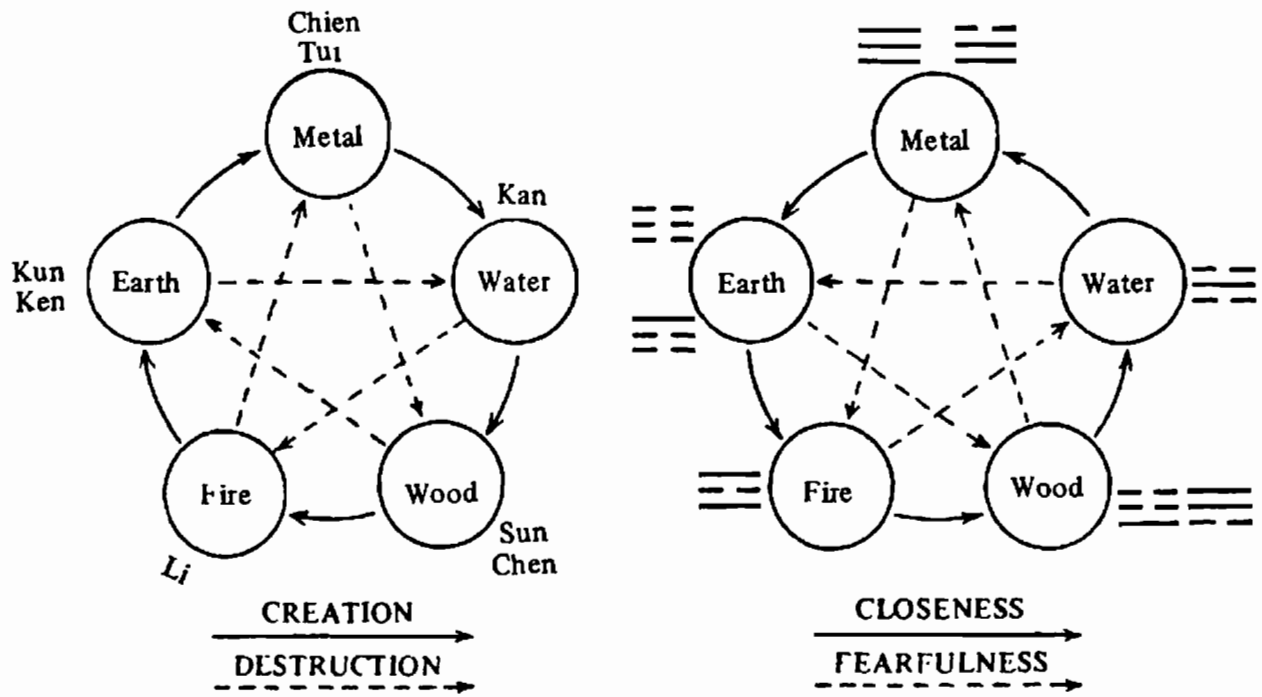 Chien
Tui
Metal
Kan
Water
Kun
Ken
Earth
Fire
Li
Wood
Sun
Chen
CREATION
DESTRUCTION
Metal
Earth
Water
Fire
Wood
CLOSENESS
FEARFULNESS